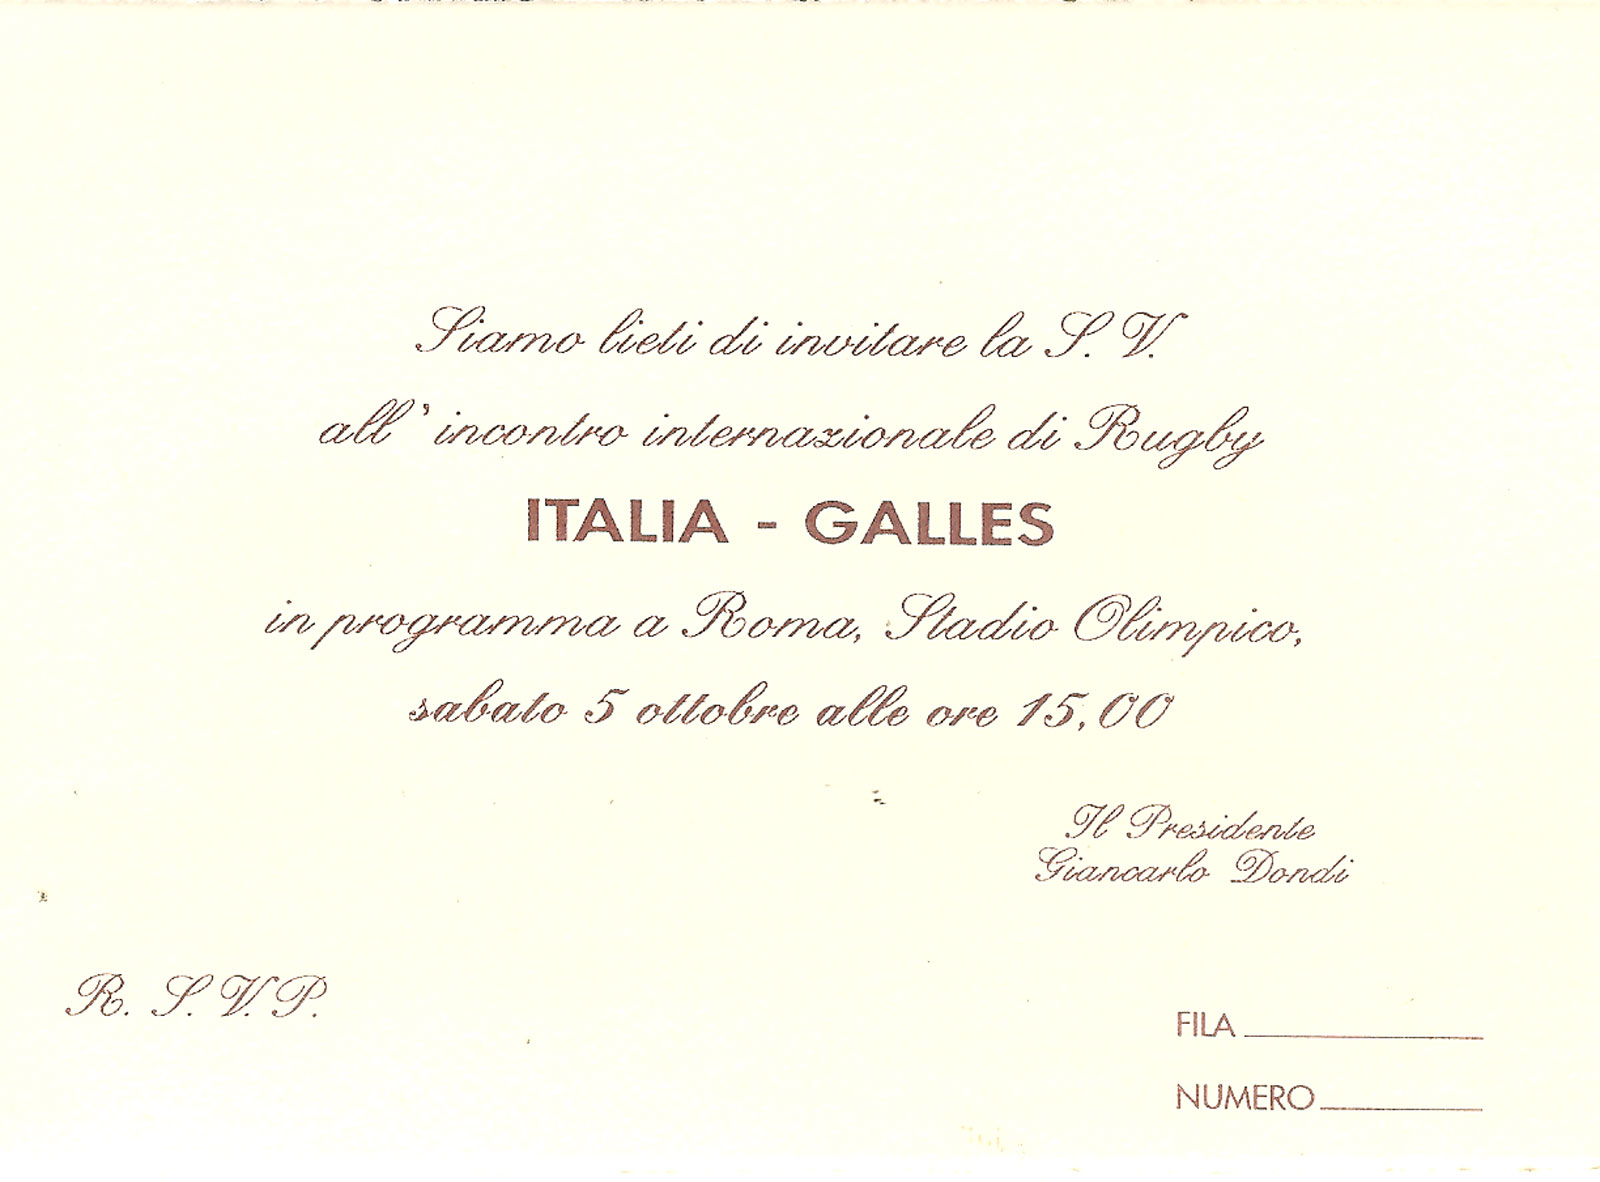 Siamo lieti di invitare la S. V.
all'incontro internazionale di Rugby
ITALIA - GALLES
in programma a Roma, Stadio Olimpico,
sabato 5 ottobre alle ore 15,00
Il Presidente
Giancarlo Dondi
R. S. V. P.
FILA
NUMERO